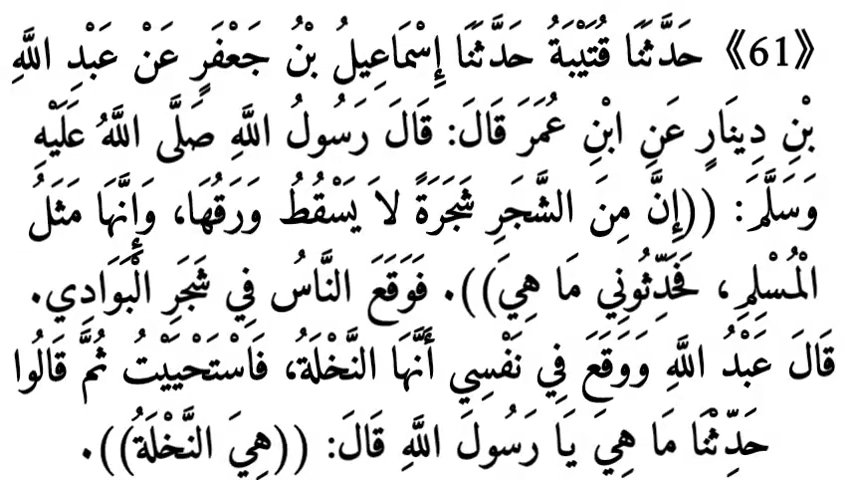 《61》 حَدَّثَنَا قُتَيْبَةُ حَدَّثَنَا إِسْمَاعِيلُ بْنُ جَعْفَرٍ عَنْ عَبْدِ اللَّهِ
بْنِ دِينَارٍ عَنِ ابْنِ عُمَرَ قَالَ: قَالَ رَسُولُ اللَّهِ صَلَّى اللَّهُ عَلَيْهِ
وَسَلَّمَ: ((إِنَّ مِنَ الشَّجَرِ شَجَرَةً لاَ يَسْقُطُ وَرَقُهَا، وَإِنَّهَا مَثَلُ
الْمُسْلِمِ، فَحَدِّثُونِي مَا هِيَ)). فَوَقَعَ النَّاسُ فِي شَجَرِ الْبَوَادِي.
قَالَ عَبْدُ اللَّهِ وَوَقَعَ فِي نَفْسِي أَنَّهَا النَّخْلَةُ، فَاسْتَحْيَيْتُ ثُمَّ قَالُوا
حَدِّثْنَا مَا هِيَ يَا رَسُولَ اللَّهِ قَالَ: ((هِيَ النَّخْلَةُ)).